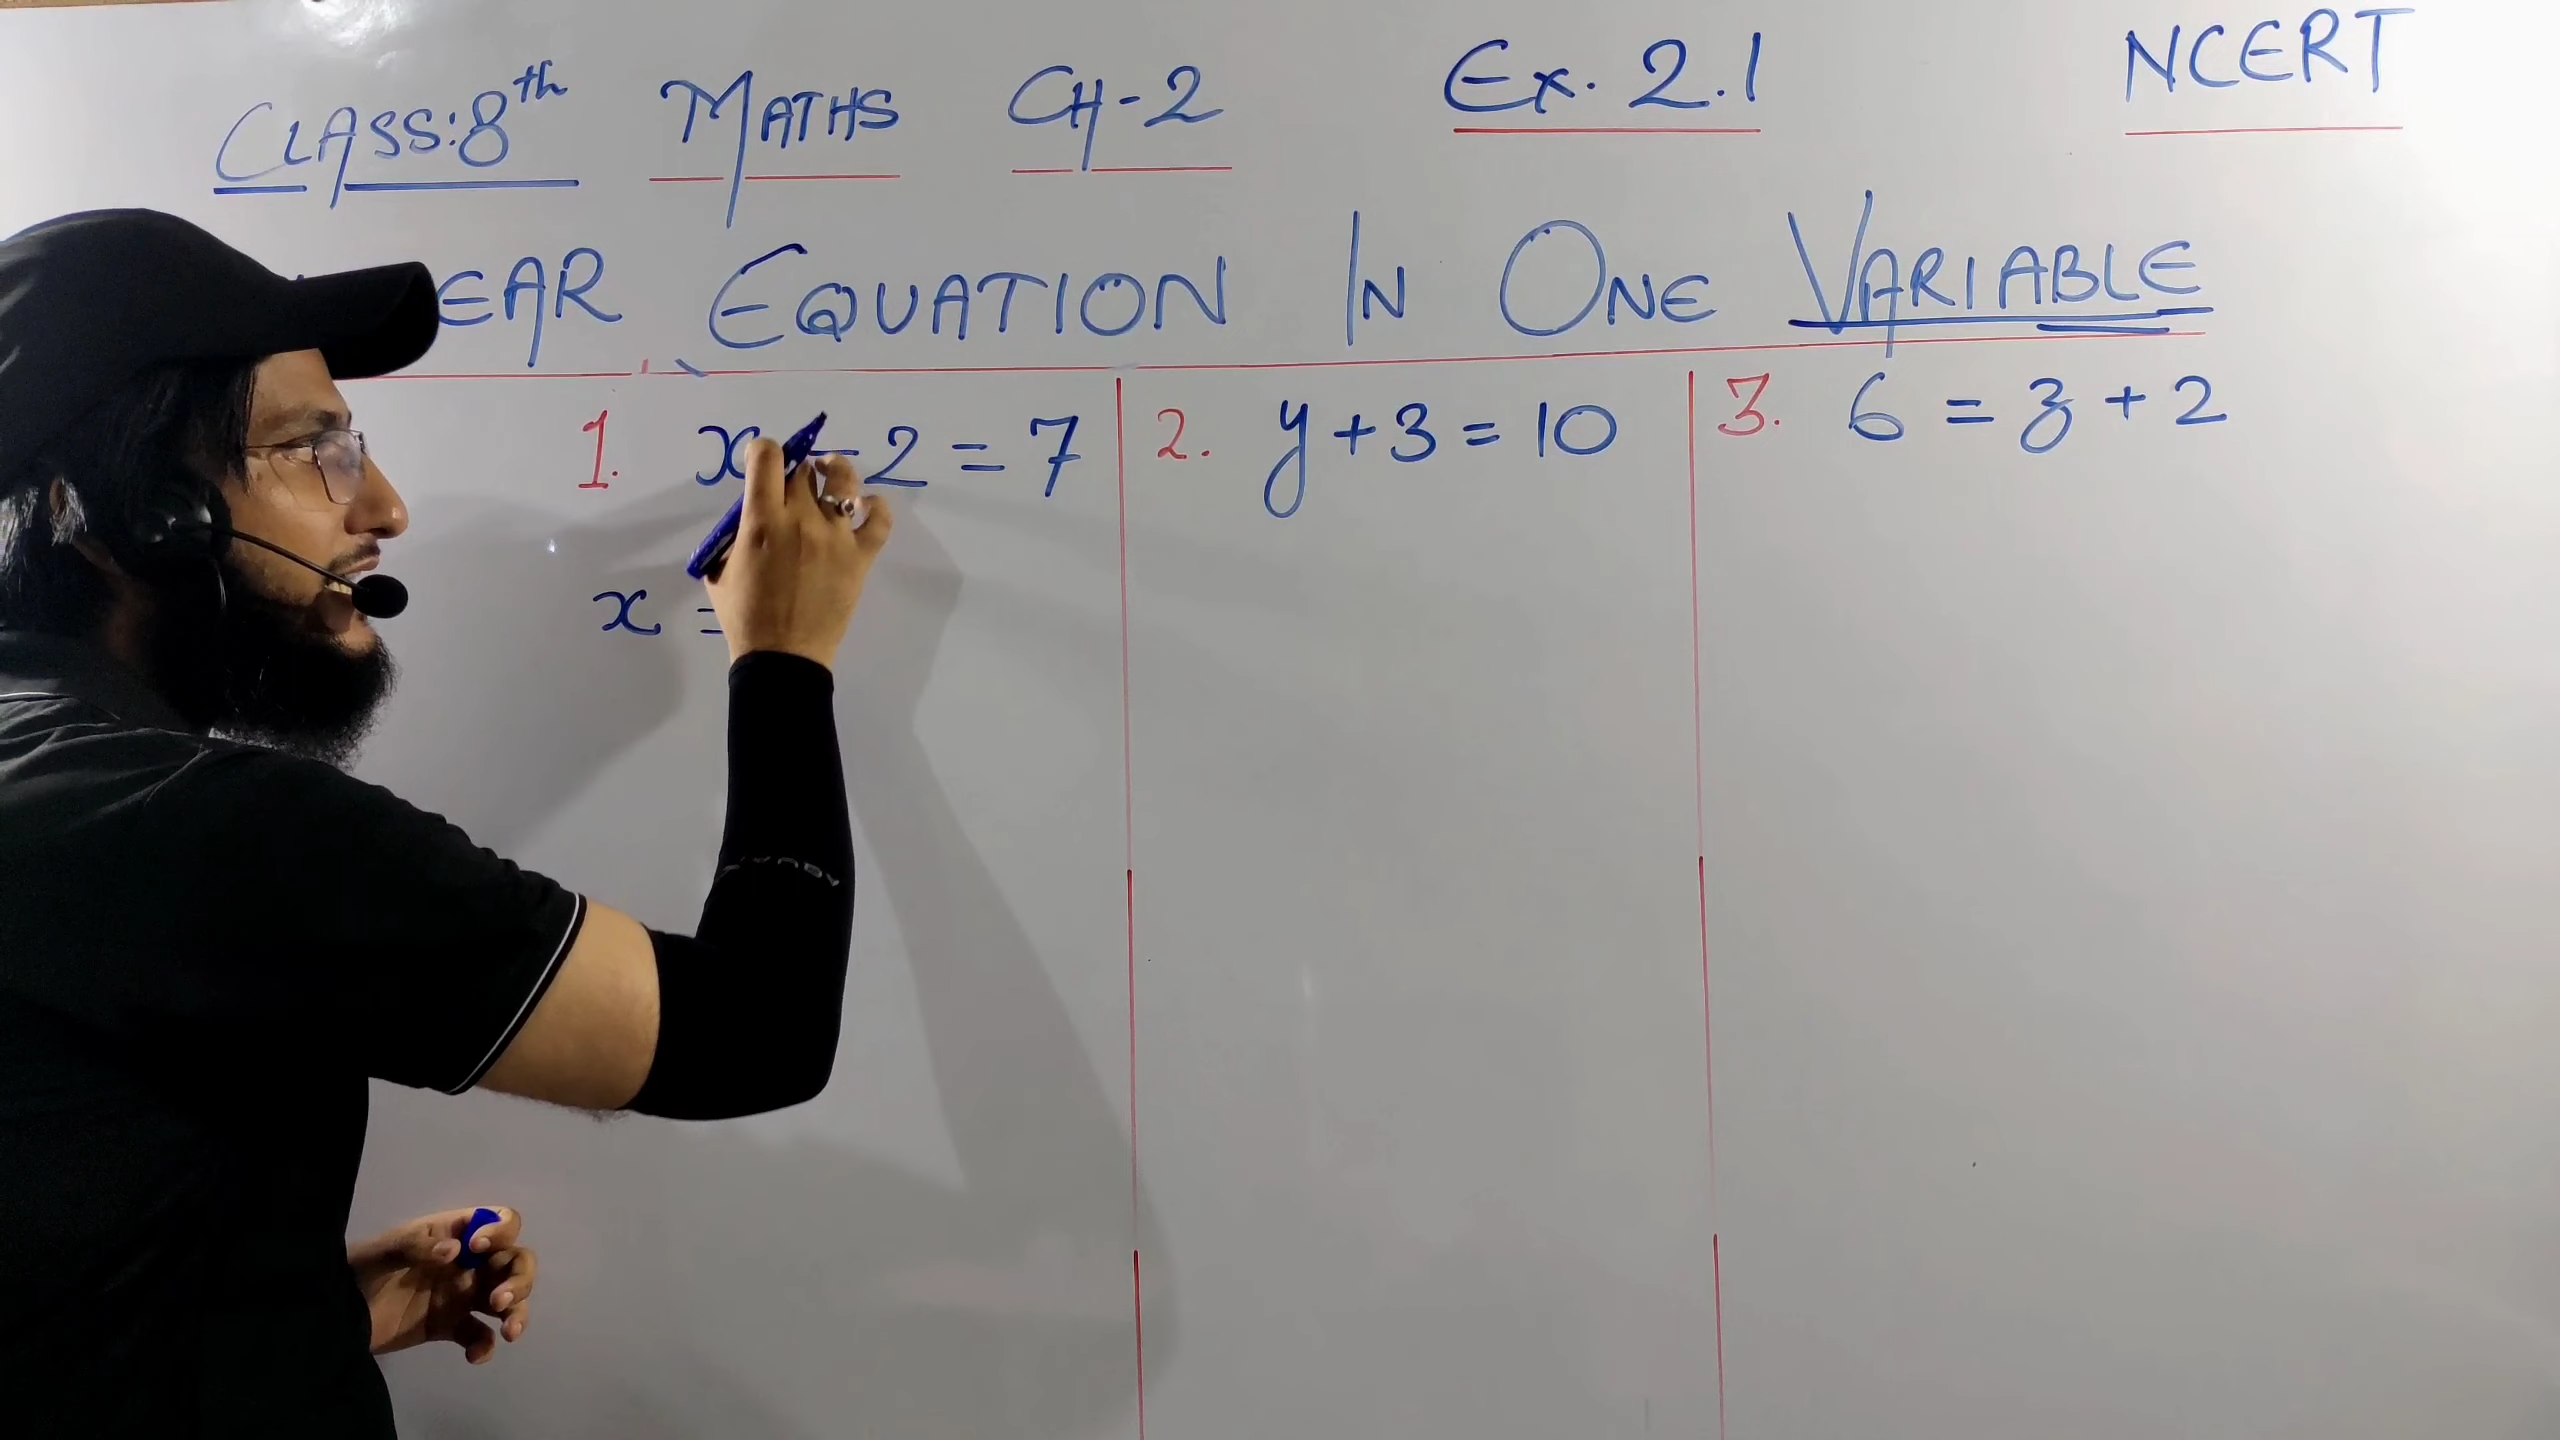 CLASS: 8th MATHS CH-2 Ex. 2.1 NCERT
EAR EQUATION IN ONE VARIABLE
1. x - 2 = 7
2. y + 3 = 10
3. 6 = z + 2
x =